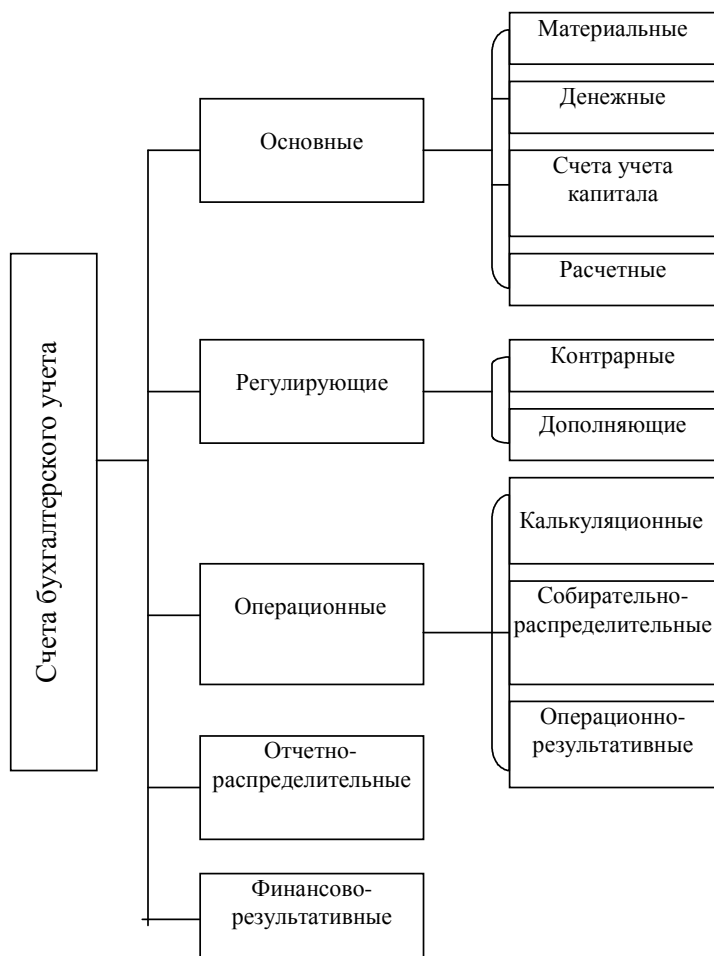 Счета бухгалтерского учета
Основные
Материальные
Денежные
Счета учета
капитала
Расчетные
Регулирующие
Контрарные
Дополняющие
Операционные
Калькуляционные
Собирательно-
распределительные
Операционно-
результативные
Отчетно-
распределительные
Финансово-
результативные